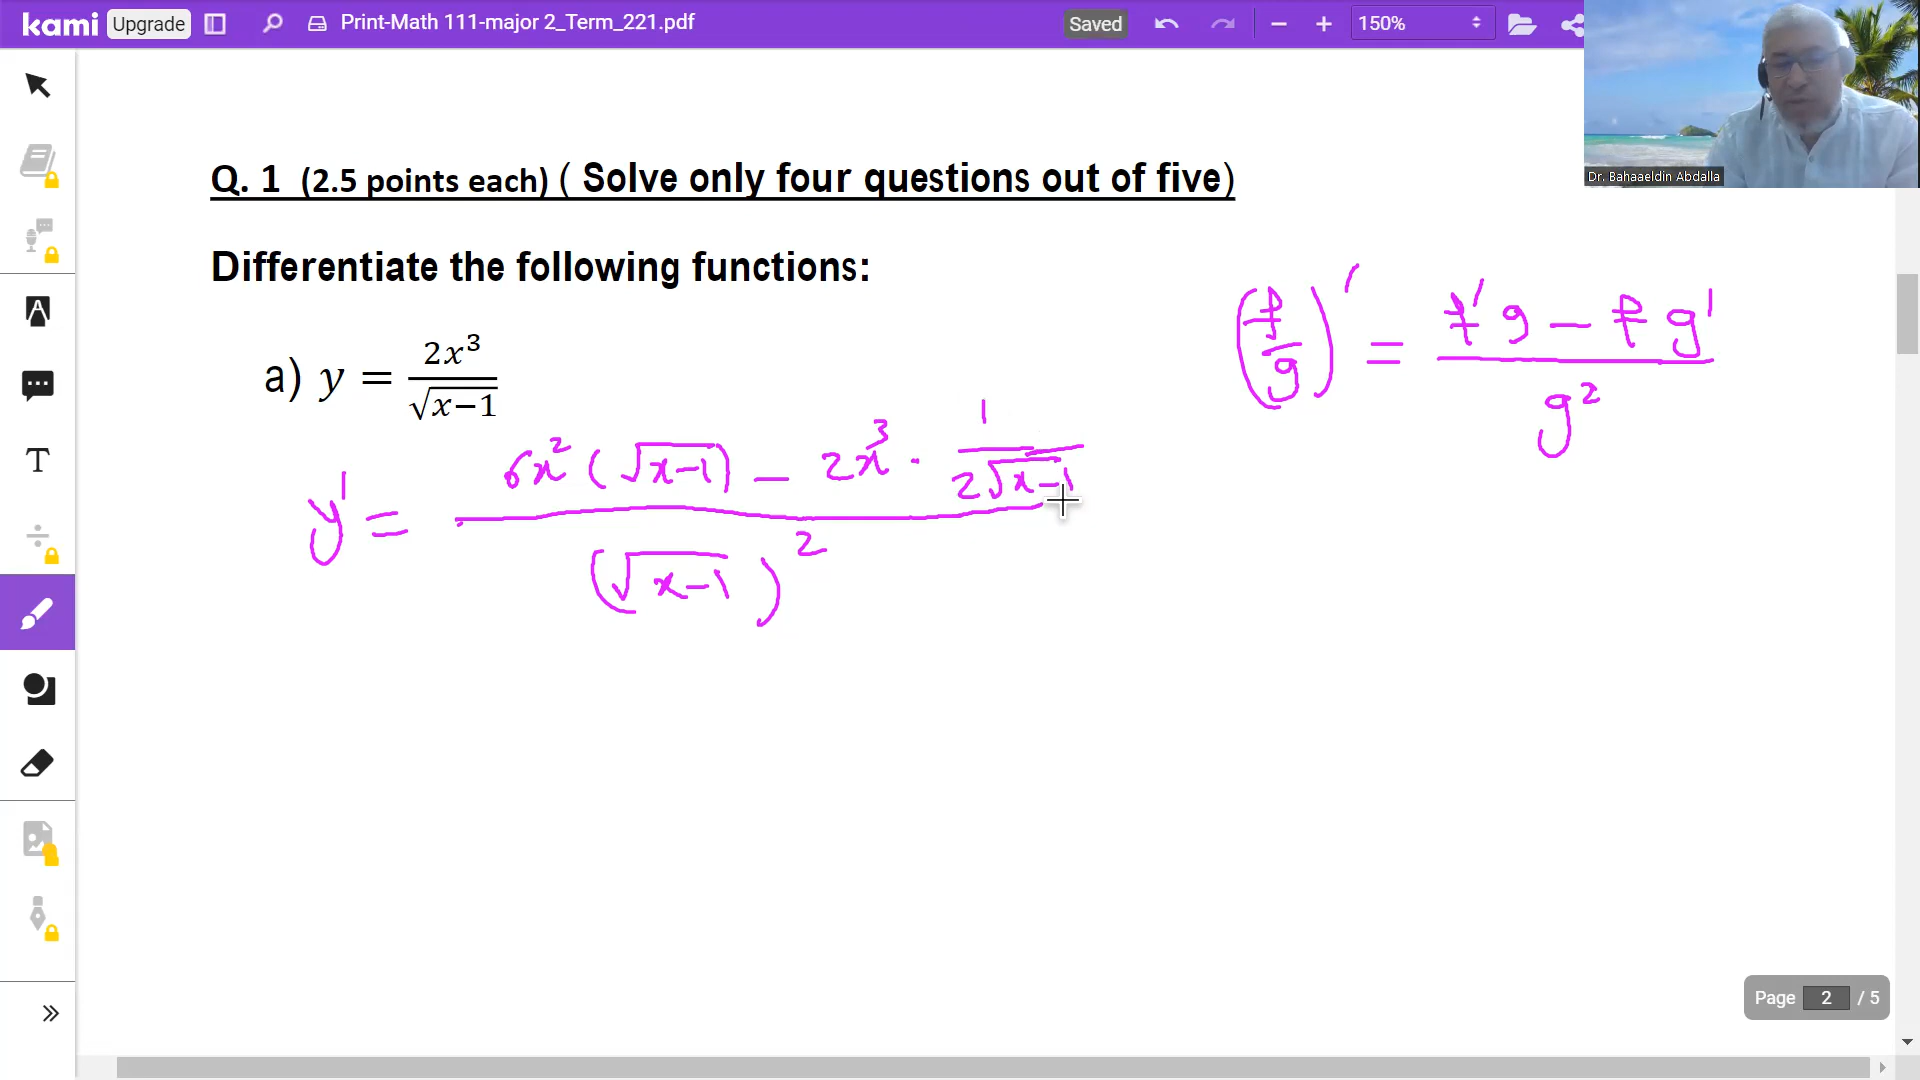 kami Upgrade Print-Math 111-major 2_Term_221.pdf Saved 150%
Dr. Bahaaeldin Abdalla
Q. 1 (2.5 points each) ( Solve only four questions out of five)
Differentiate the following functions:
(f/g)' = (f'g − f g')/g²
a) y = 2x³/√(x−1)
y' = (6x²(√(x−1)) − 2x³ · 1/(2√(x−1)))/(√(x−1))²
T
Page 2 / 5